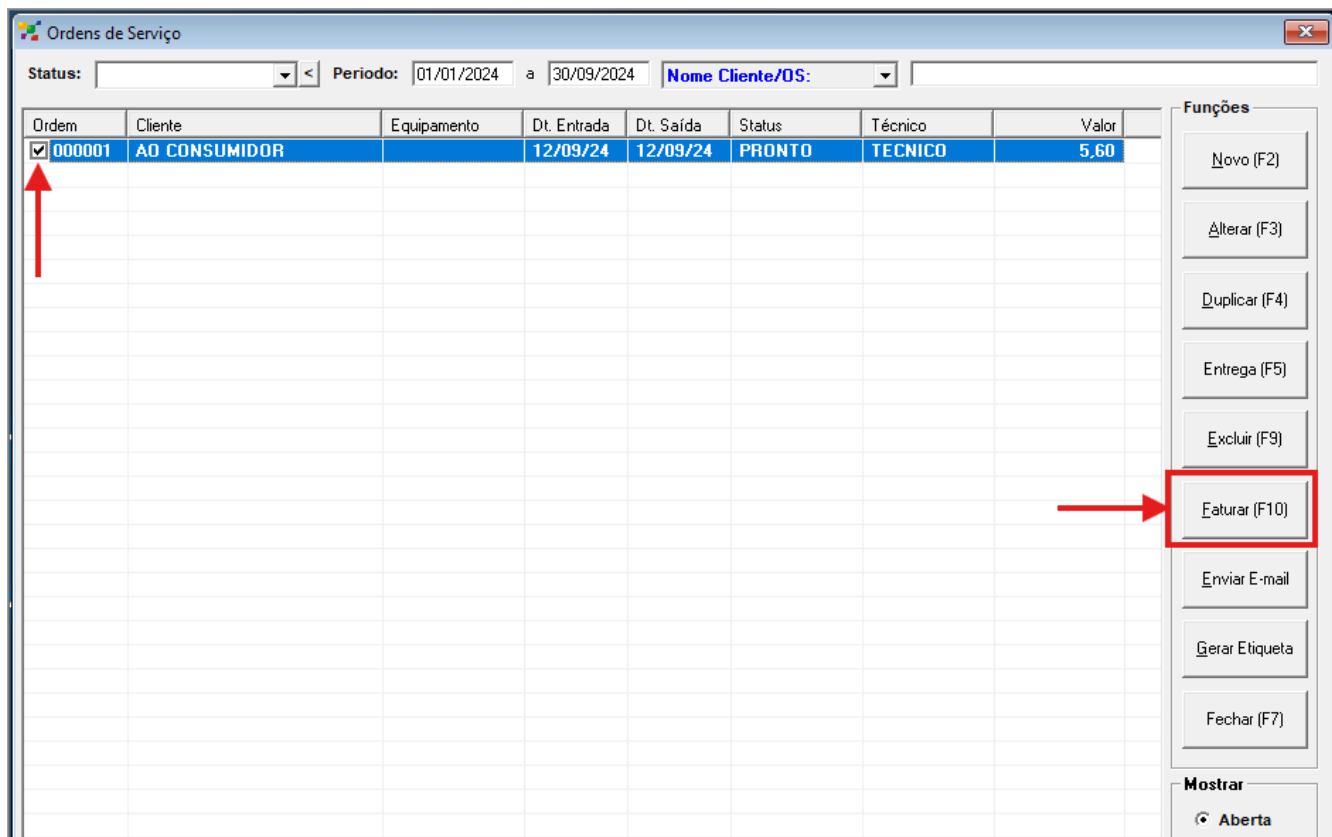 Ordens de Serviço
Status: < Periodo: 01/01/2024 a 30/09/2024 Nome Cliente/OS:
Ordem Cliente Equipamento Dt. Entrada Dt. Saída Status Técnico Valor
000001 AO CONSUMIDOR 12/09/24 12/09/24 PRONTO TECNICO 5,60
Funções
Novo (F2)
Alterar (F3)
Duplicar (F4)
Entrega (F5)
Excluir (F9)
Faturar (F10)
Enviar E-mail
Gerar Etiqueta
Fechar (F7)
Mostrar
Aberta